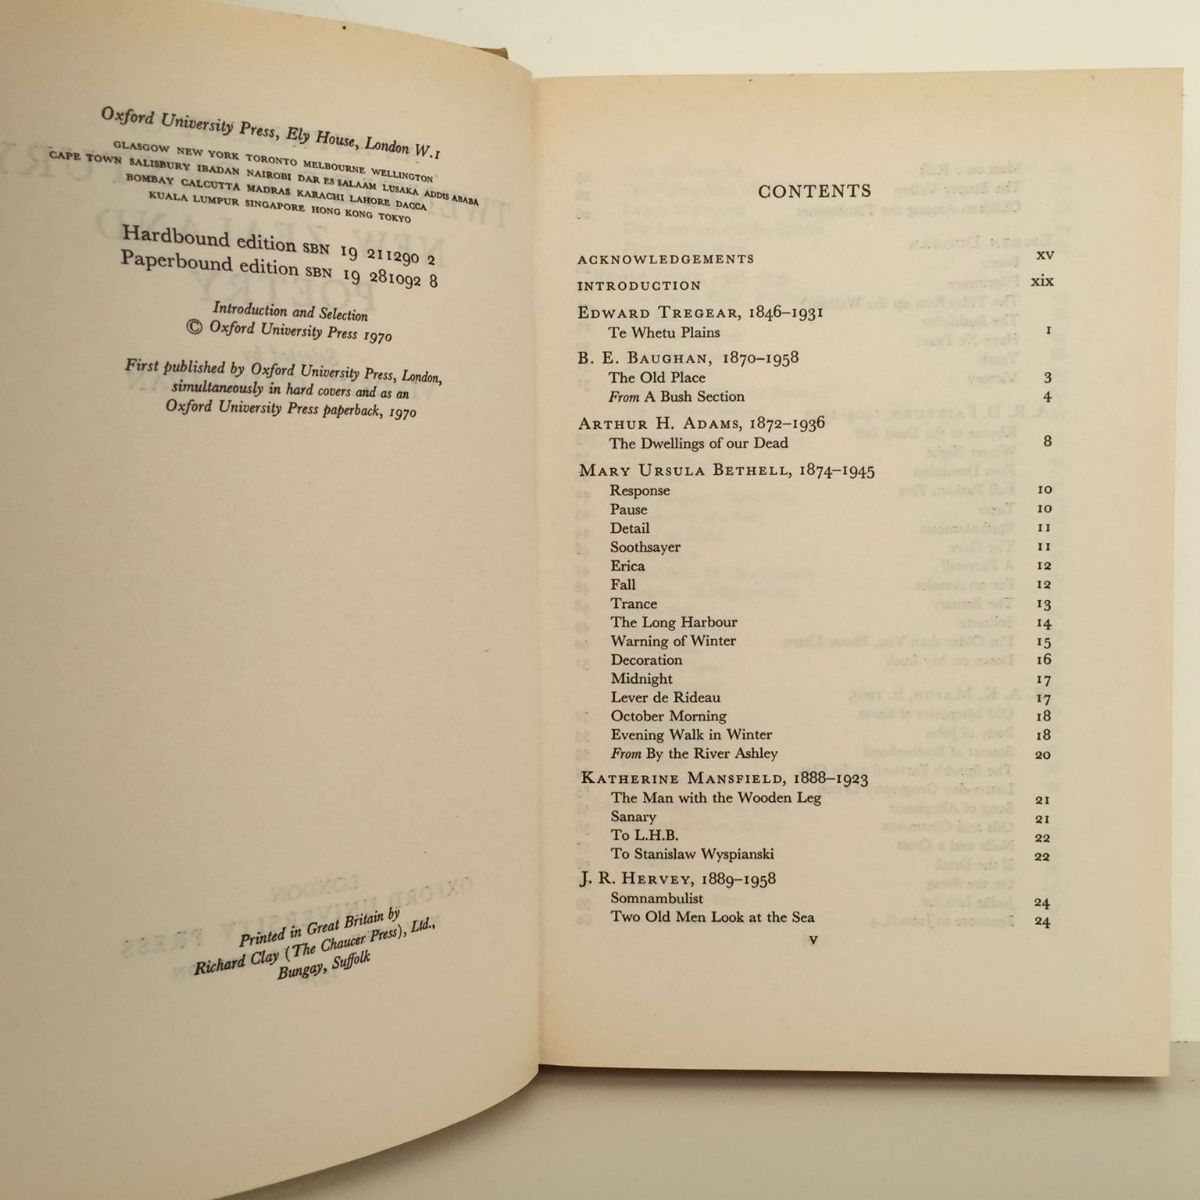 Oxford University Press, Ely House, London W.1
GLASGOW NEW YORK TORONTO MELBOURNE WELLINGTON
CAPE TOWN SALISBURY IBADAN NAIROBI DAR ES SALAAM LUSAKA ADDIS ABABA
BOMBAY CALCUTTA MADRAS KARACHI LAHORE DACCA
KUALA LUMPUR SINGAPORE HONG KONG TOKYO
Hardbound edition SBN 19 211290 2
Paperbound edition SBN 19 281092 8
Introduction and Selection
© Oxford University Press 1970
First published by Oxford University Press, London,
simultaneously in hard covers and as an
Oxford University Press paperback, 1970
Printed in Great Britain by
Richard Clay (The Chaucer Press), Ltd.,
Bungay, Suffolk
CONTENTS
ACKNOWLEDGEMENTS xv
INTRODUCTION xix
EDWARD TREGEAR, 1846–1931
Te Whetu Plains 1
B. E. BAUGHAN, 1870–1958
The Old Place 3
From A Bush Section 4
ARTHUR H. ADAMS, 1872–1936
The Dwellings of our Dead 8
MARY URSULA BETHELL, 1874–1945
Response 10
Pause 10
Detail 11
Soothsayer 11
Erica 12
Fall 12
Trance 13
The Long Harbour 14
Warning of Winter 15
Decoration 16
Midnight 17
Lever de Rideau 17
October Morning 18
Evening Walk in Winter 18
From By the River Ashley 20
KATHERINE MANSFIELD, 1888–1923
The Man with the Wooden Leg 21
Sanary 21
To L.H.B. 22
To Stanislaw Wyspianski 22
J. R. HERVEY, 1889–1958
Somnambulist 24
Two Old Men Look at the Sea 24
v